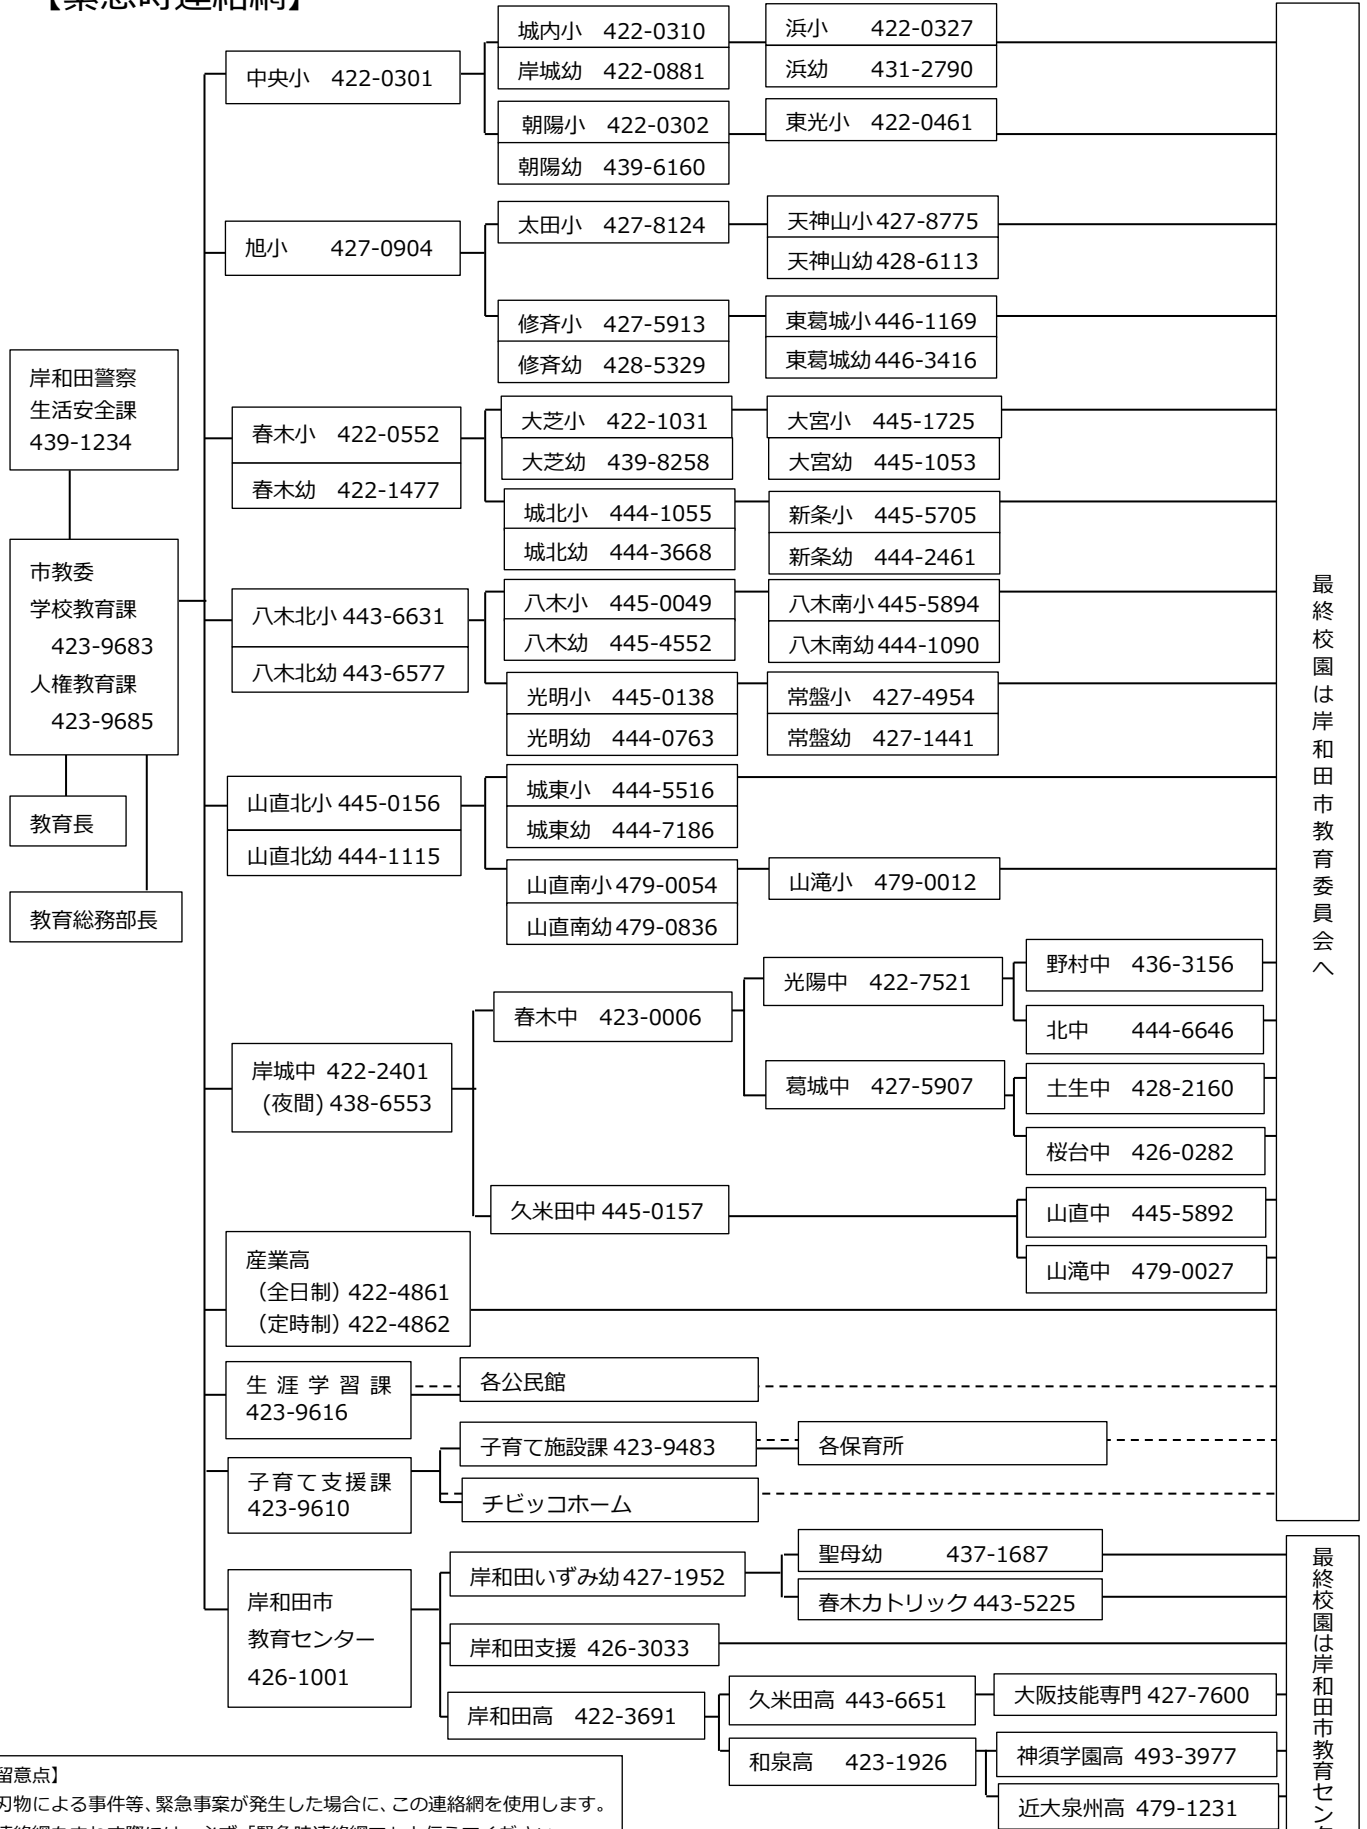 【緊急時連絡網】
岸和田警察
生活安全課
439-1234
市教委
学校教育課
423-9683
人権教育課
423-9685
教育長
教育総務部長
中央小 422-0301
城内小 422-0310
岸城幼 422-0881
浜小 422-0327
浜幼 431-2790
朝陽小 422-0302
朝陽幼 439-6160
東光小 422-0461
旭小 427-0904
太田小 427-8124
天神山小 427-8775
天神山幼 428-6113
修斉小 427-5913
修斉幼 428-5329
東葛城小 446-1169
東葛城幼 446-3416
春木小 422-0552
春木幼 422-1477
大芝小 422-1031
大芝幼 439-8258
大宮小 445-1725
大宮幼 445-1053
城北小 444-1055
城北幼 444-3668
新条小 445-5705
新条幼 444-2461
八木北小 443-6631
八木北幼 443-6577
八木小 445-0049
八木幼 445-4552
八木南小 445-5894
八木南幼 444-1090
光明小 445-0138
光明幼 444-0763
常盤小 427-4954
常盤幼 427-1441
山直北小 445-0156
山直北幼 444-1115
城東小 444-5516
城東幼 444-7186
山直南小 479-0054
山直南幼 479-0836
山滝小 479-0012
岸城中 422-2401
(夜間) 438-6553
春木中 423-0006
光陽中 422-7521
野村中 436-3156
北中 444-6646
葛城中 427-5907
土生中 428-2160
桜台中 426-0282
久米田中 445-0157
山直中 445-5892
山滝中 479-0027
産業高
（全日制）422-4861
（定時制）422-4862
生涯学習課
423-9616
各公民館
子育て支援課
423-9610
子育て施設課 423-9483
各保育所
チビッコホーム
最終校園は岸和田市教育委員会へ
岸和田市
教育センター
426-1001
岸和田いずみ幼 427-1952
聖母幼 437-1687
春木カトリック 443-5225
岸和田支援 426-3033
岸和田高 422-3691
久米田高 443-6651
大阪技能専門 427-7600
和泉高 423-1926
神須学園高 493-3977
近大泉州高 479-1231
最終校園は岸和田市教育セン
留意点】
刃物による事件等、緊急事案が発生した場合に、この連絡網を使用します。